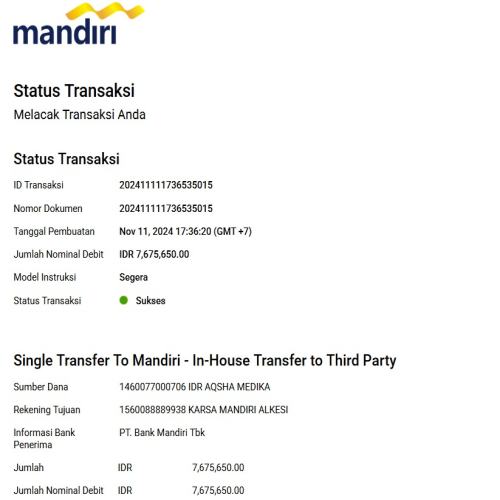 mandiri
Status Transaksi
Melacak Transaksi Anda
Status Transaksi
ID Transaksi 202411111736535015
Nomor Dokumen 202411111736535015
Tanggal Pembuatan Nov 11, 2024 17:36:20 (GMT +7)
Jumlah Nominal Debit IDR 7,675,650.00
Model Instruksi Segera
Status Transaksi Sukses
Single Transfer To Mandiri - In-House Transfer to Third Party
Sumber Dana 1460077000706 IDR AQSHA MEDIKA
Rekening Tujuan 1560088889938 KARSA MANDIRI ALKESI
Informasi Bank PT. Bank Mandiri Tbk
Penerima
Jumlah IDR 7,675,650.00
Jumlah Nominal Debit IDR 7,675,650.00